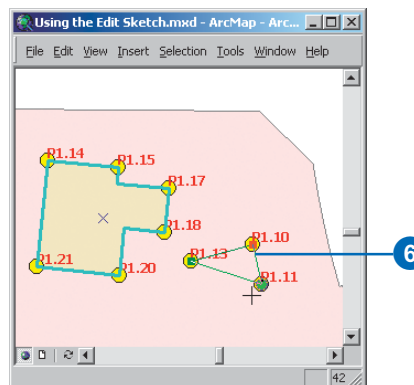 Using the Edit Sketch.mxd - ArcMap - Arc...
File Edit View Insert Selection Tools Window Help
P1.14
P1.15
P1.17
P1.18
P1.10
P1.13
6
P1.21
P1.20
P1.11
42